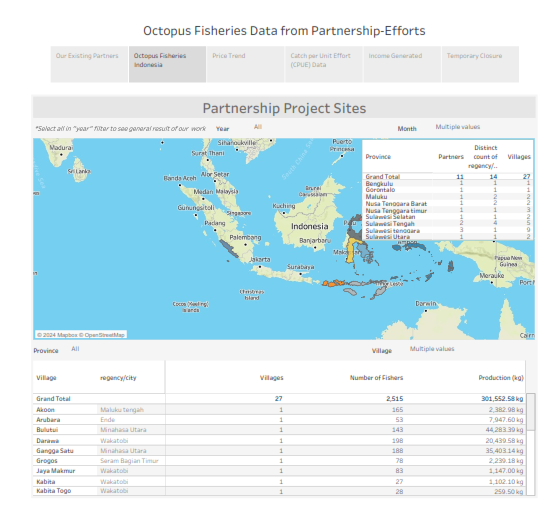 Octopus Fisheries Data from Partnership-Efforts
Our Existing Partners
Octopus Fisheries Indonesia
Price Trend
Catch per Unit Effort (CPUE) Data
Income Generated
Temporary Closure
Partnership Project Sites
*Select all in "year" filter to see general result of our work Year All Month Multiple values
Madurai
Sri Lanka
Surat Thani
Sihanoukville
Puerto Princesa
Banda Aceh
Alor Setar
Medan Malaysia
Brunei Darussalam
Gunungsitoli
Singapore
Kuching
Padang
Indonesia
Palembang
Banjarbaru
Jakarta
Surabaya
Christmas Island
Cocos (Keeling) Islands
Papua New Guinea
Merauke
Port
Darwin
Cairn
Province Partners Distinct count of regency/.. Villages
Grand Total 11 14 27
Bengkulu 1 1 1
Gorontalo 1 1 1
Maluku 1 2 2
Nusa Tenggara Barat 1 2 2
Nusa Tenggara timur 1 1 3
Sulawesi Selatan 1 1 2
Sulawesi Tengah 2 4 5
Sulawesi tenggara 3 1 9
Sulawesi Utara 1 1
© 2024 Mapbox © OpenStreetMap
Province All Village Multiple values
Village regency/city Villages Number of Fishers Production (kg)
Grand Total 27 2,515 301,552.58 kg
Akoon Maluku tengah 1 165 2,382.98 kg
Arubara Ende 1 53 7,947.60 kg
Bulutui Minahasa Utara 1 143 44,283.39 kg
Darawa Wakatobi 1 198 20,439.58 kg
Gangga Satu Minahasa Utara 1 188 35,403.14 kg
Grogos Seram Bagian Timur 1 78 2,239.18 kg
Jaya Makmur Wakatobi 1 83 1,147.00 kg
Kabita Wakatobi 1 27 1,102.10 kg
Kabita Togo Wakatobi 1 28 259.50 kg